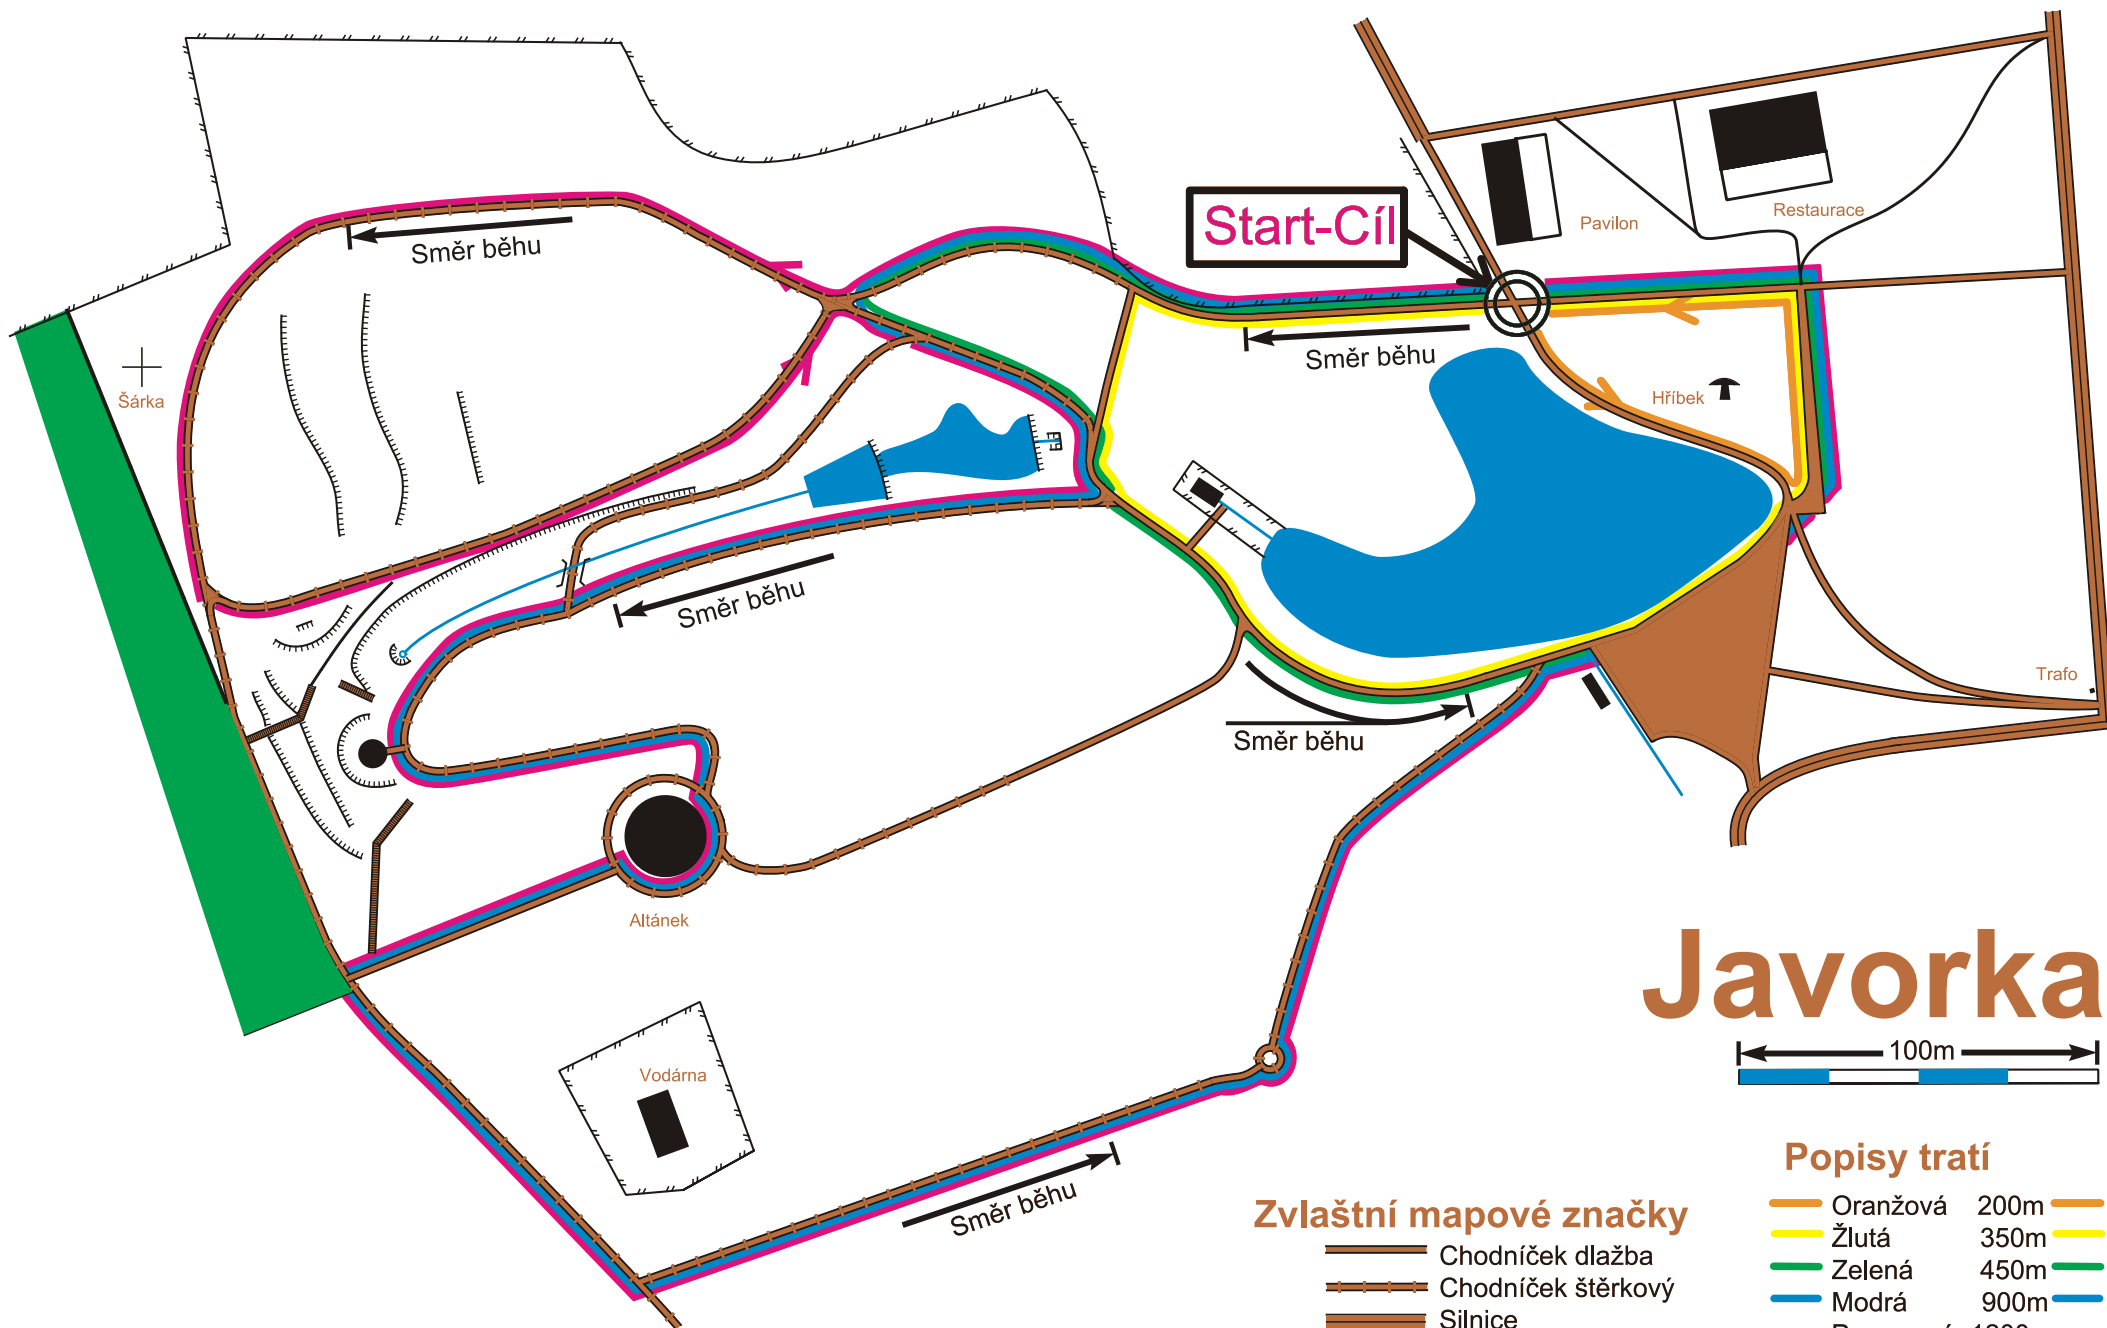 Start-Cíl
Pavilon
Restaurace
Směr běhu
Směr běhu
Šárka
Hříbek
Směr běhu
Trafo
Směr běhu
Altánek
Javorka
100m
Vodárna
Směr běhu
Popisy tratí
Oranžová 200m
Žlutá 350m
Zelená 450m
Modrá 900m
Zvlaštní mapové značky
Chodníček dlažba
Chodníček štěrkový
Silnice